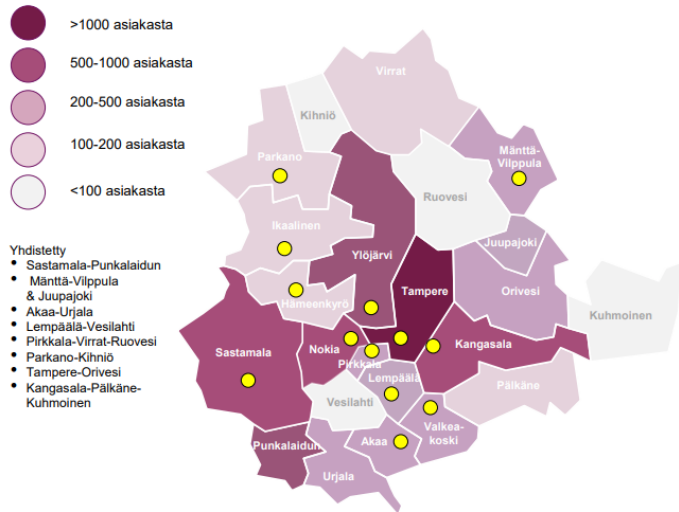 >1000 asiakasta
500-1000 asiakasta
200-500 asiakasta
100-200 asiakasta
<100 asiakasta
Yhdistetty
• Sastamala-Punkalaidun
• Mänttä-Vilppula
& Juupajoki
• Akaa-Urjala
• Lempäälä-Vesilahti
• Pirkkala-Virrat-Ruovesi
• Parkano-Kihniö
• Tampere-Orivesi
• Kangasala-Pälkäne-
Kuhmoinen
Virrat
Kihniö
Mänttä-
Vilppula
Parkano
Ruovesi
Ikaalinen
Juupajoki
Ylöjärvi
Tampere
Orivesi
Hämeenkyrö
Kuhmoinen
Nokia
Kangasala
Sastamala
Pirkkala
Lempäälä
Pälkäne
Vesilahti
Valkea-
koski
Punkalaidun
Akaa
Urjala